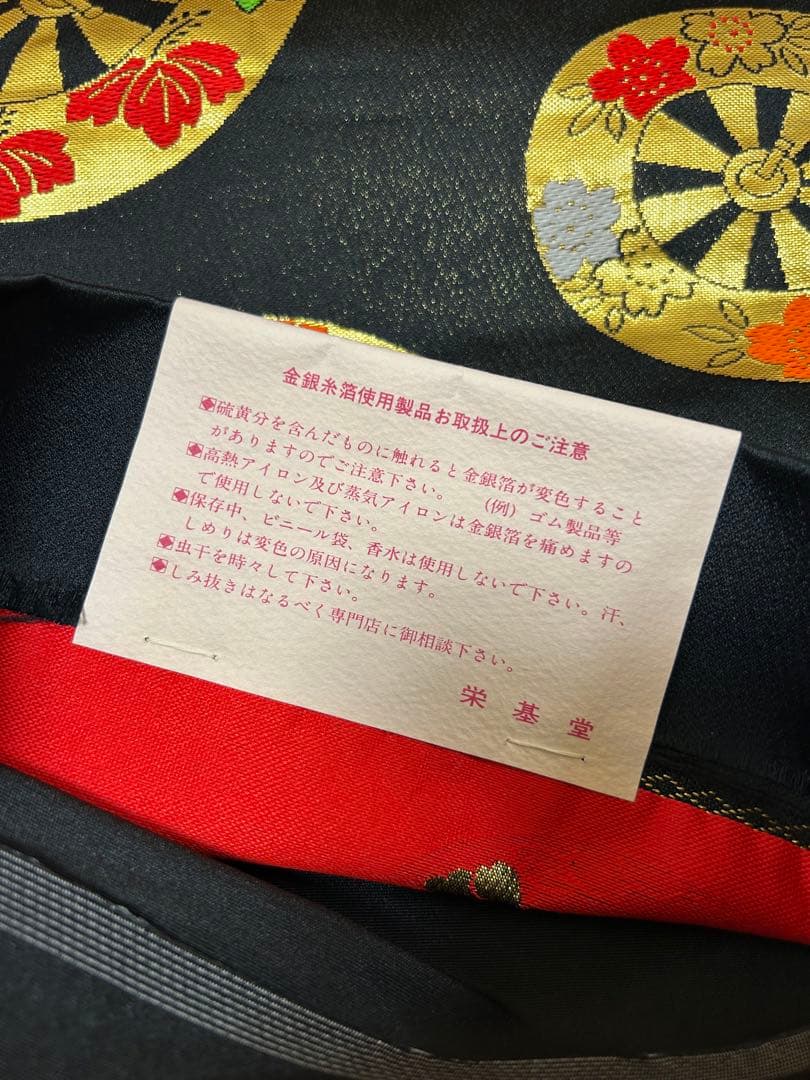 金銀糸箔使用製品お取扱上のご注意
◆硫黄分を含んだものに触れると金銀箔が変色すること
がありますのでご注意下さい。　（例）ゴム製品等
◆高熱アイロン及び蒸気アイロンは金銀箔を痛めますの
で使用しないで下さい。
◆保存中、ビニール袋、香水は使用しないで下さい。汗、
しめりは変色の原因になります。
◆虫干を時々して下さい。
◆しみ抜きはなるべく専門店に御相談下さい。
栄基堂